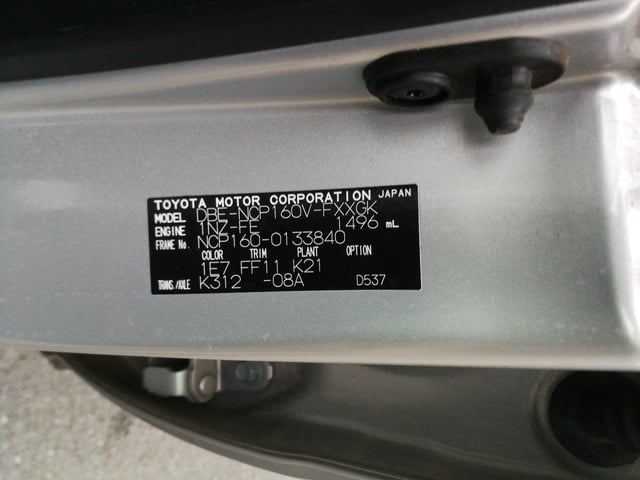 TOYOTA MOTOR CORPORATION JAPAN
MODEL DBE-NCP160V-FXXGK
ENGINE 1NZ-FE 1496 mL
FRAME No. NCP160-0133840
COLOR TRIM PLANT OPTION
1E7 FF11 K21
TRANS./AXLE K312 -08A D537